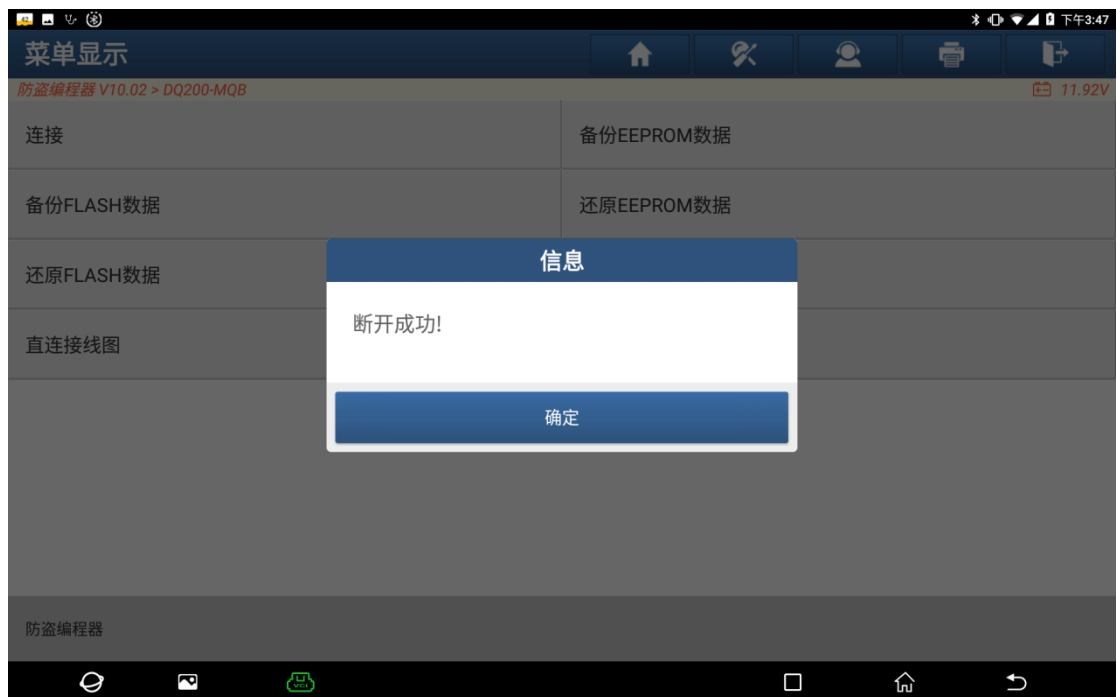 42
下午3:47
菜单显示
防盗编程器 V10.02 > DQ200-MQB
11.92V
连接
备份EEPROM数据
备份FLASH数据
还原EEPROM数据
还原FLASH数据
直连接线图
信息
断开成功!
确定
防盗编程器
VCI